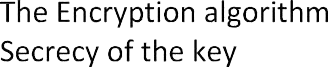 The Encryption algorithm
Secrecy of the key